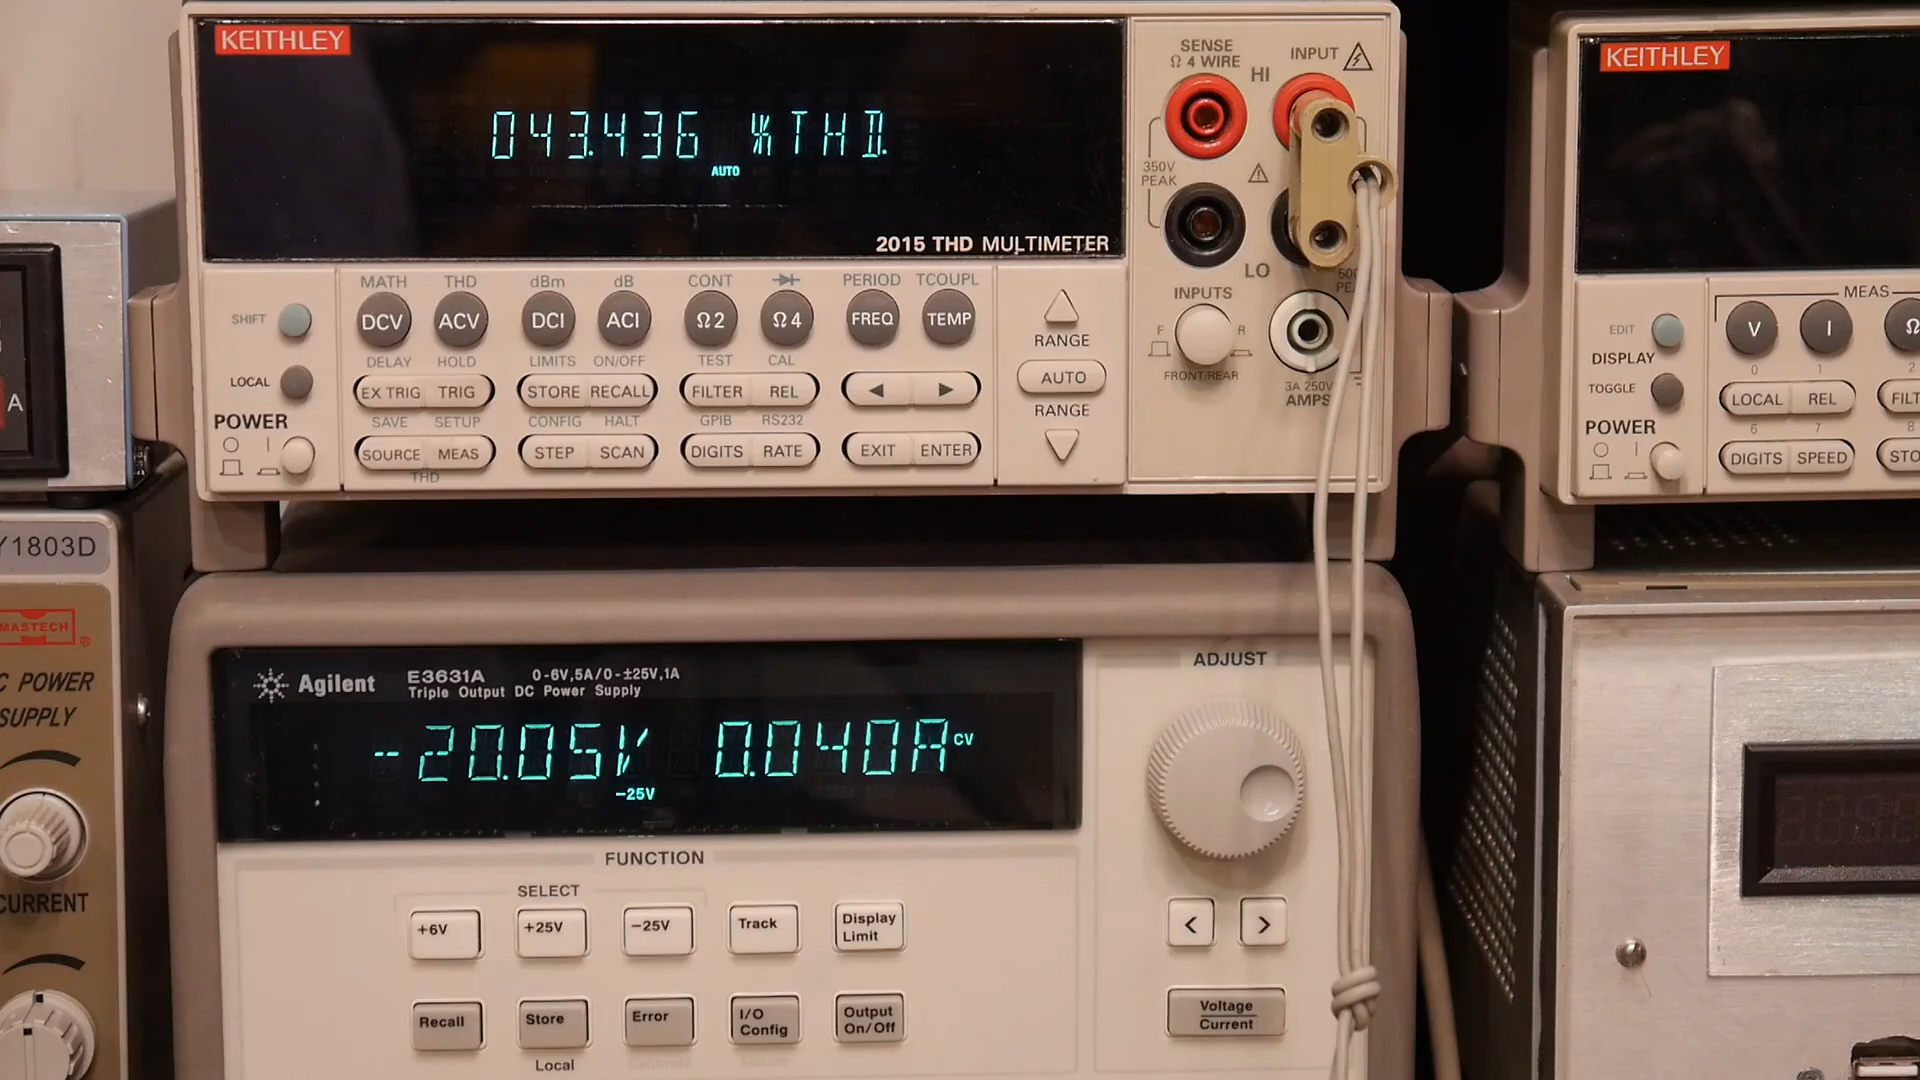 KEITHLEY
043.436 %THD.
AUTO
2015 THD MULTIMETER
SENSE
Ω 4 WIRE
INPUT
HI
350V
PEAK
LO
INPUTS
F R
FRONT/REAR
3A 250V
AMPS
MATH THD dBm dB CONT PERIOD TCOUPL
SHIFT
DCV ACV DCI ACI Ω2 Ω4 FREQ TEMP
DELAY HOLD LIMITS ON/OFF TEST CAL
LOCAL
EX TRIG TRIG STORE RECALL FILTER REL ◄ ►
POWER
SAVE SETUP CONFIG HALT GPIB RS232
SOURCE MEAS STEP SCAN DIGITS RATE EXIT ENTER
THD
RANGE
AUTO
RANGE
KEITHLEY
MEAS
EDIT
V I Ω
DISPLAY
TOGGLE
0 1 2
LOCAL REL
POWER
6 7 8
DIGITS SPEED
A
Y1803D
MASTECH ®
C POWER
SUPPLY
CURRENT
Agilent
E3631A 0-6V,5A/0-±25V,1A
Triple Output DC Power Supply
-20.05V 0.040A CV
-25V
ADJUST
FUNCTION
SELECT
+6V +25V -25V Track Display
Limit
< >
Recall Store Error I/O
Config Output
On/Off
Voltage
Current
Local